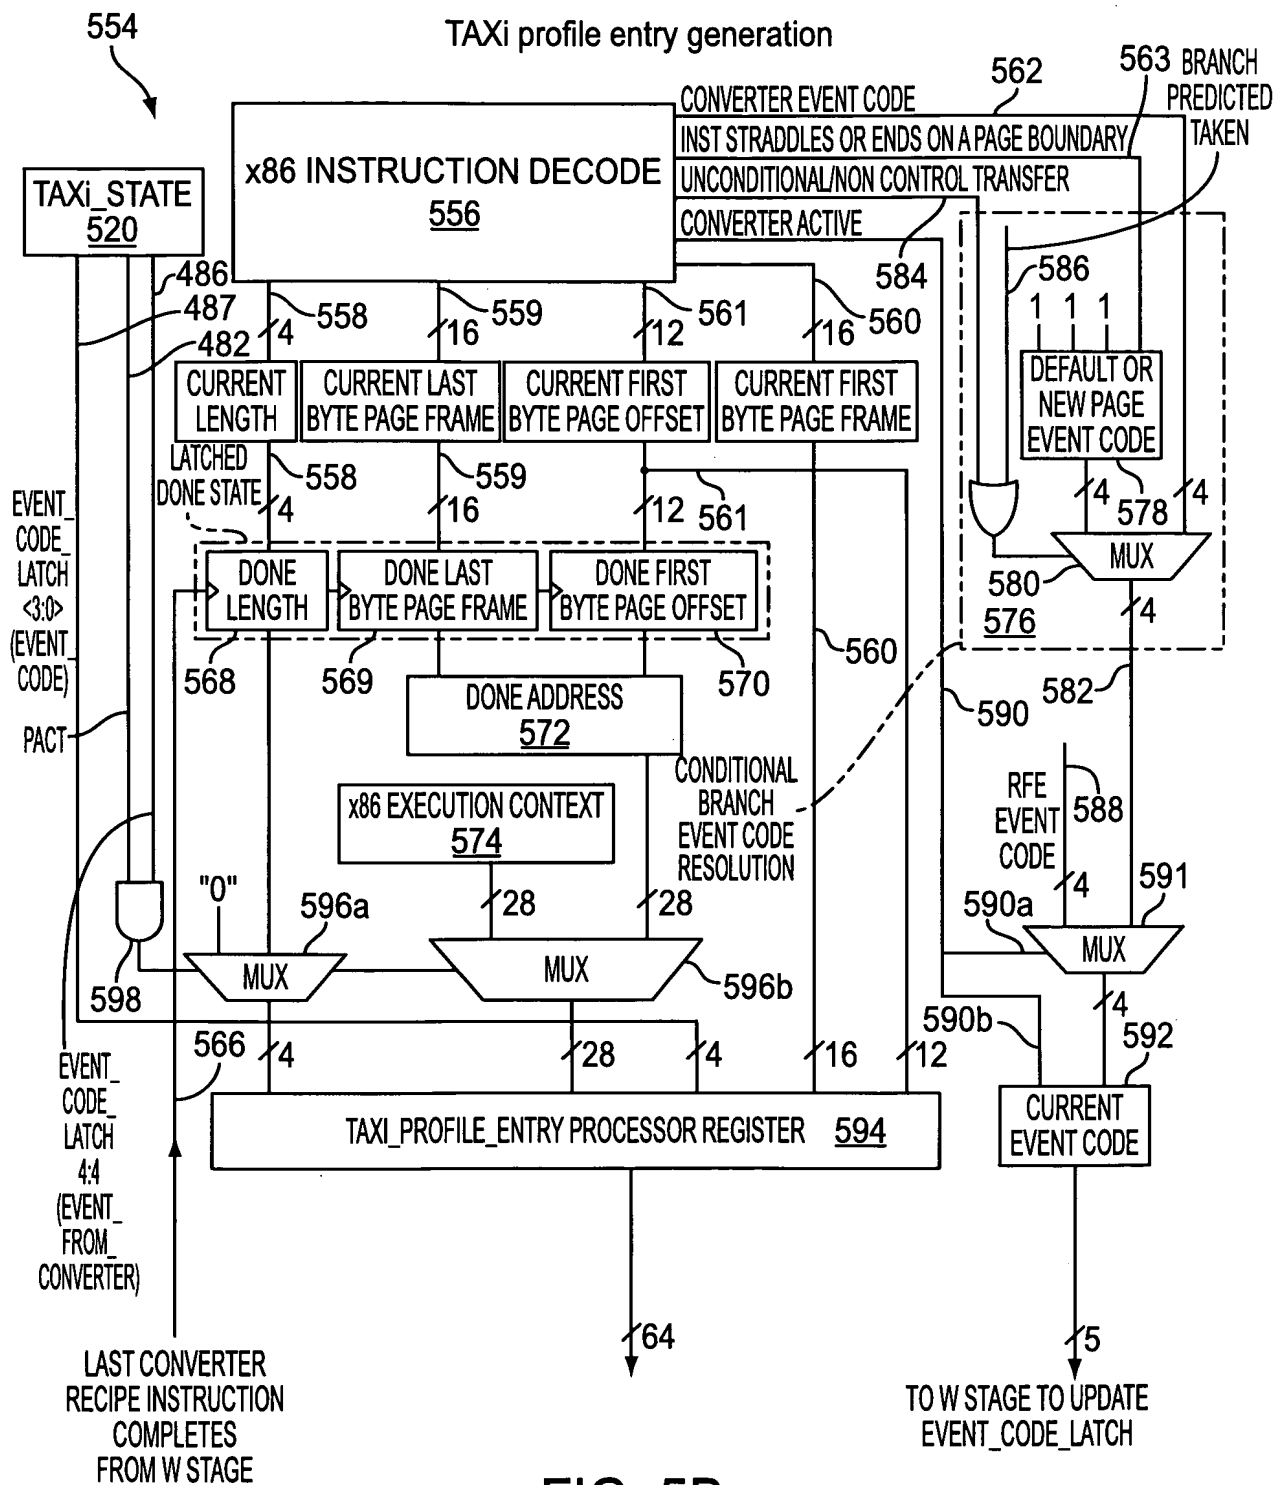 554
TAXi profile entry generation
562
563
BRANCH
PREDICTED
TAKEN
CONVERTER EVENT CODE
INST STRADDLES OR ENDS ON A PAGE BOUNDARY
UNCONDITIONAL/NON CONTROL TRANSFER
CONVERTER ACTIVE
x86 INSTRUCTION DECODE
556
TAXi_STATE
520
486
487
482
558
559
561
560
584
586
4
16
12
16
1 1 1
CURRENT
LENGTH
CURRENT LAST
BYTE PAGE FRAME
CURRENT FIRST
BYTE PAGE OFFSET
CURRENT FIRST
BYTE PAGE FRAME
DEFAULT OR
NEW PAGE
EVENT CODE
LATCHED
DONE STATE
558
559
561
4
16
12
4
578
4
EVENT_
CODE_
LATCH
<3:0>
(EVENT_
CODE)
DONE
LENGTH
DONE LAST
BYTE PAGE FRAME
DONE FIRST
BYTE PAGE OFFSET
MUX
580
576
4
568
569
570
560
582
590
PACT
DONE ADDRESS
572
CONDITIONAL
BRANCH
EVENT CODE
RESOLUTION
RFE
EVENT
CODE
588
x86 EXECUTION CONTEXT
574
"0"
596a
28
28
4
590a
591
598
MUX
MUX
596b
MUX
590b
4
592
566
4
28
4
16
12
EVENT_
CODE_
LATCH
4:4
(EVENT_
FROM_
CONVERTER)
TAXI_PROFILE_ENTRY PROCESSOR REGISTER 594
CURRENT
EVENT CODE
64
5
LAST CONVERTER
RECIPE INSTRUCTION
COMPLETES
FROM W STAGE
TO W STAGE TO UPDATE
EVENT_CODE_LATCH